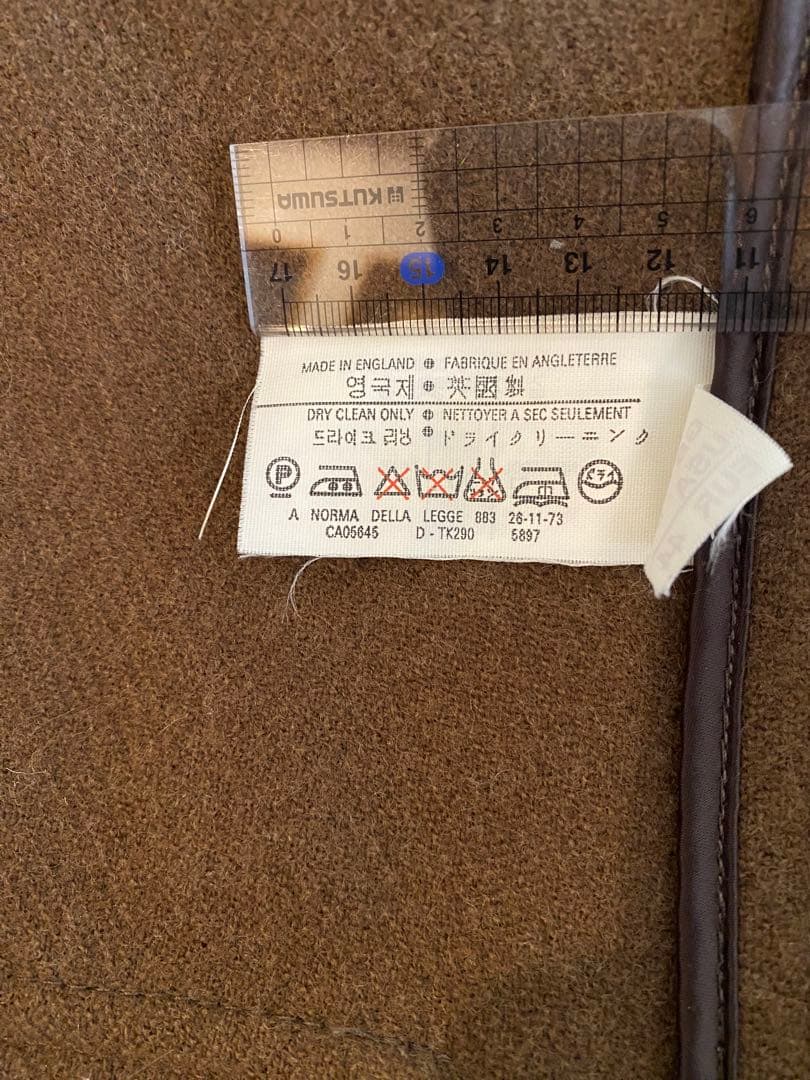 KUTSUWA
0 1 2 3 4 5 6
17 16 15 14 13 12 11
MADE IN ENGLAND ⊕ FABRIQUE EN ANGLETERRE
영국제 ⊕ 英國製
DRY CLEAN ONLY ⊕ NETTOYER A SEC SEULEMENT
드라이크리닝 ⊕ ドライクリーニング
P ドライ
A NORMA DELLA LEGGE 883 26-11-73
CA05645 D - TK290 5897